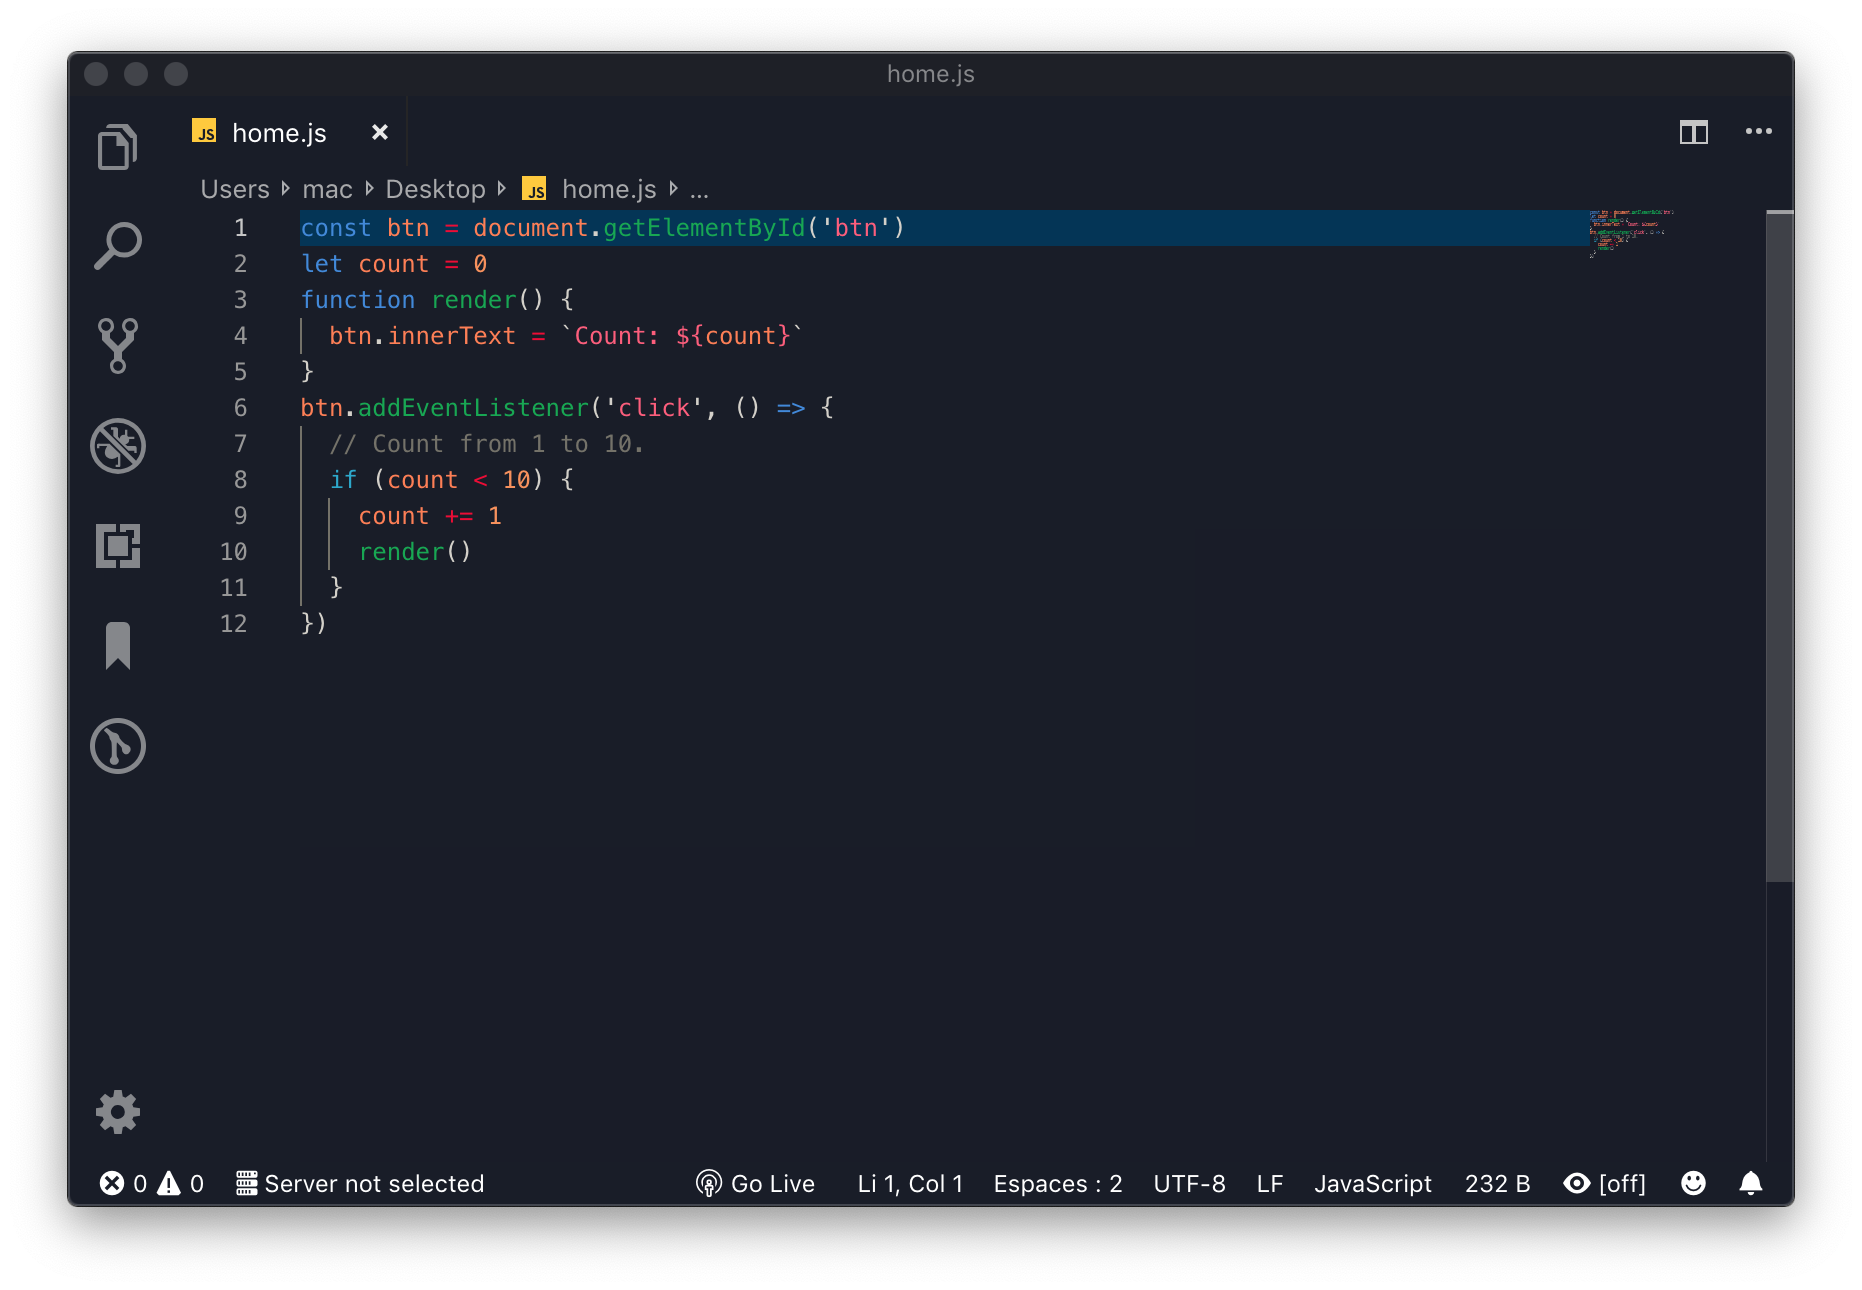 home.js
JS home.js ×
Users mac Desktop JS home.js ...
1 const btn = document.getElementById('btn')
2 let count = 0
3 function render() {
4   btn.innerText = `Count: ${count}`
5 }
6 btn.addEventListener('click', () => {
7   // Count from 1 to 10.
8   if (count < 10) {
9     count += 1
10     render()
11   }
12 })
0 0 Server not selected Go Live Li 1, Col 1 Espaces : 2 UTF-8 LF JavaScript 232 B [off]